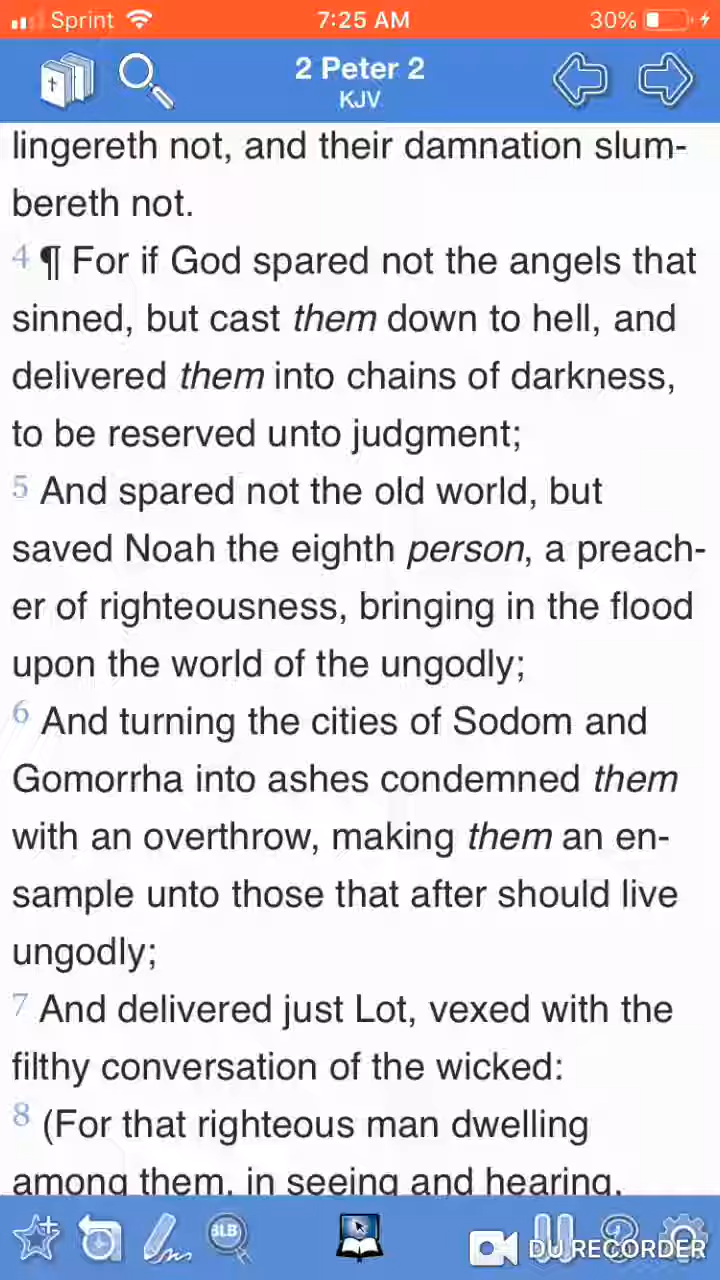 Sprint 7:25 AM 30%
2 Peter 2
KJV
lingereth not, and their damnation slum-
bereth not.
4 ¶ For if God spared not the angels that
sinned, but cast them down to hell, and
delivered them into chains of darkness,
to be reserved unto judgment;
5 And spared not the old world, but
saved Noah the eighth person, a preach-
er of righteousness, bringing in the flood
upon the world of the ungodly;
6 And turning the cities of Sodom and
Gomorrha into ashes condemned them
with an overthrow, making them an en-
sample unto those that after should live
ungodly;
7 And delivered just Lot, vexed with the
filthy conversation of the wicked:
8 (For that righteous man dwelling
among them, in seeing and hearing,
BLB DU RECORDER